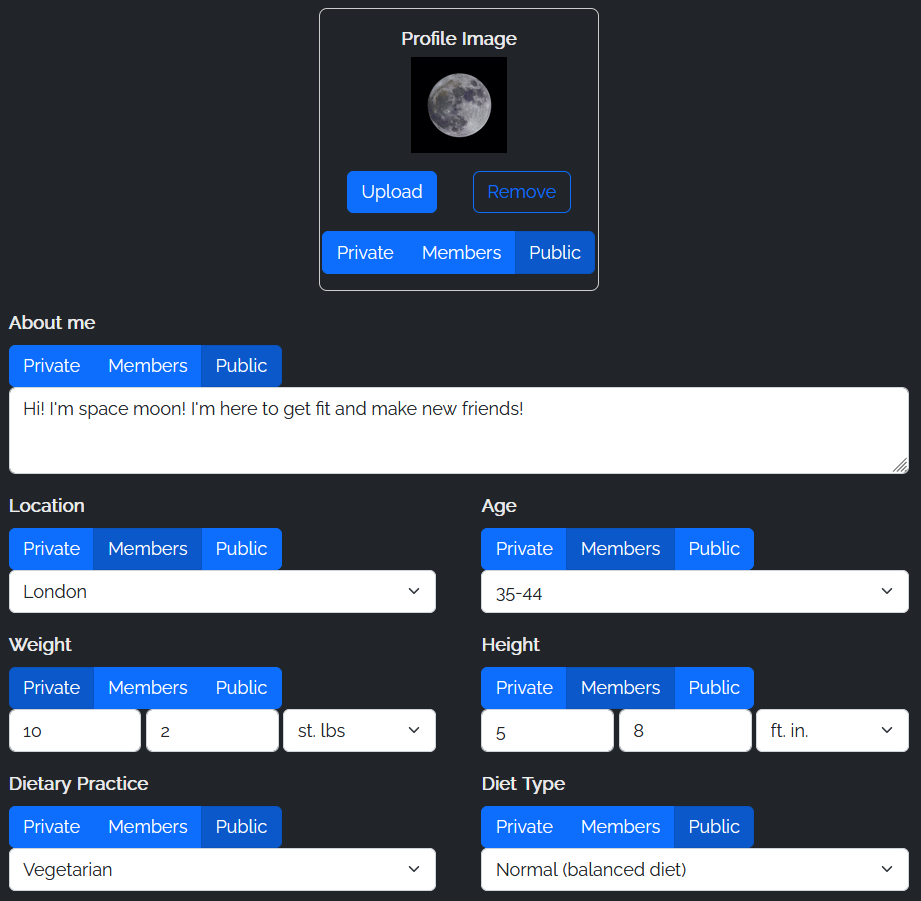 Profile Image
Upload Remove
Private Members Public
About me
Private Members Public
Hi! I'm space moon! I'm here to get fit and make new friends!
Location Age
Private Members Public Private Members Public
London 35-44
Weight Height
Private Members Public Private Members Public
10 2 st. lbs 5 8 ft. in.
Dietary Practice Diet Type
Private Members Public Private Members Public
Vegetarian Normal (balanced diet)